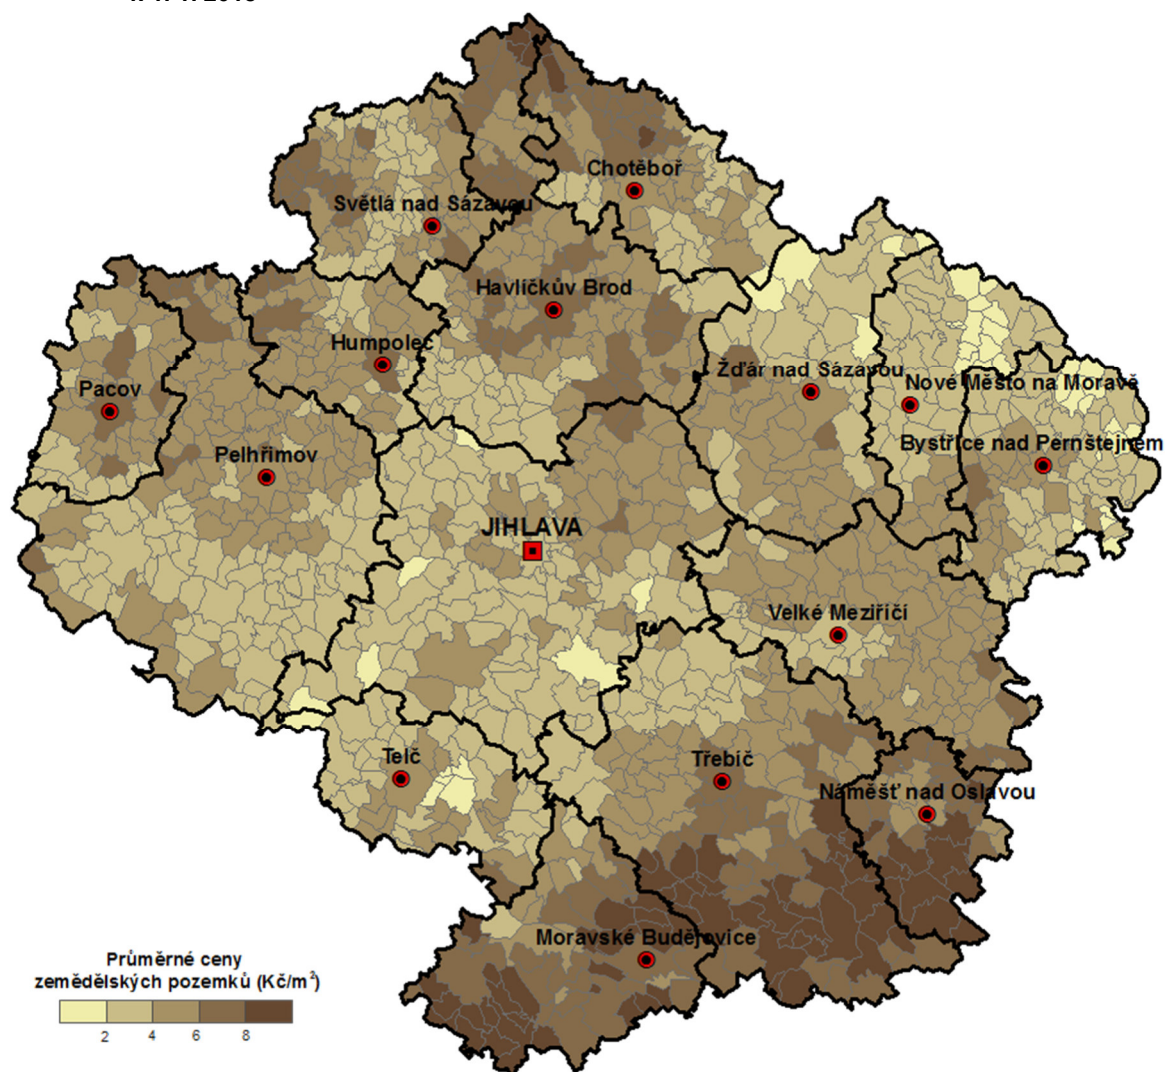 Chotěboř
Světlá nad Sázavou
Havlíčkův Brod
Humpolec
Žďár nad Sázavou
Nové Město na Moravě
Pacov
Bystřice nad Pernštejnem
Pelhřimov
JIHLAVA
Velké Meziříčí
Telč
Třebíč
Náměšť nad Oslavou
Moravské Budějovice
Průměrné ceny
zemědělských pozemků (Kč/m²)
2 4 6 8